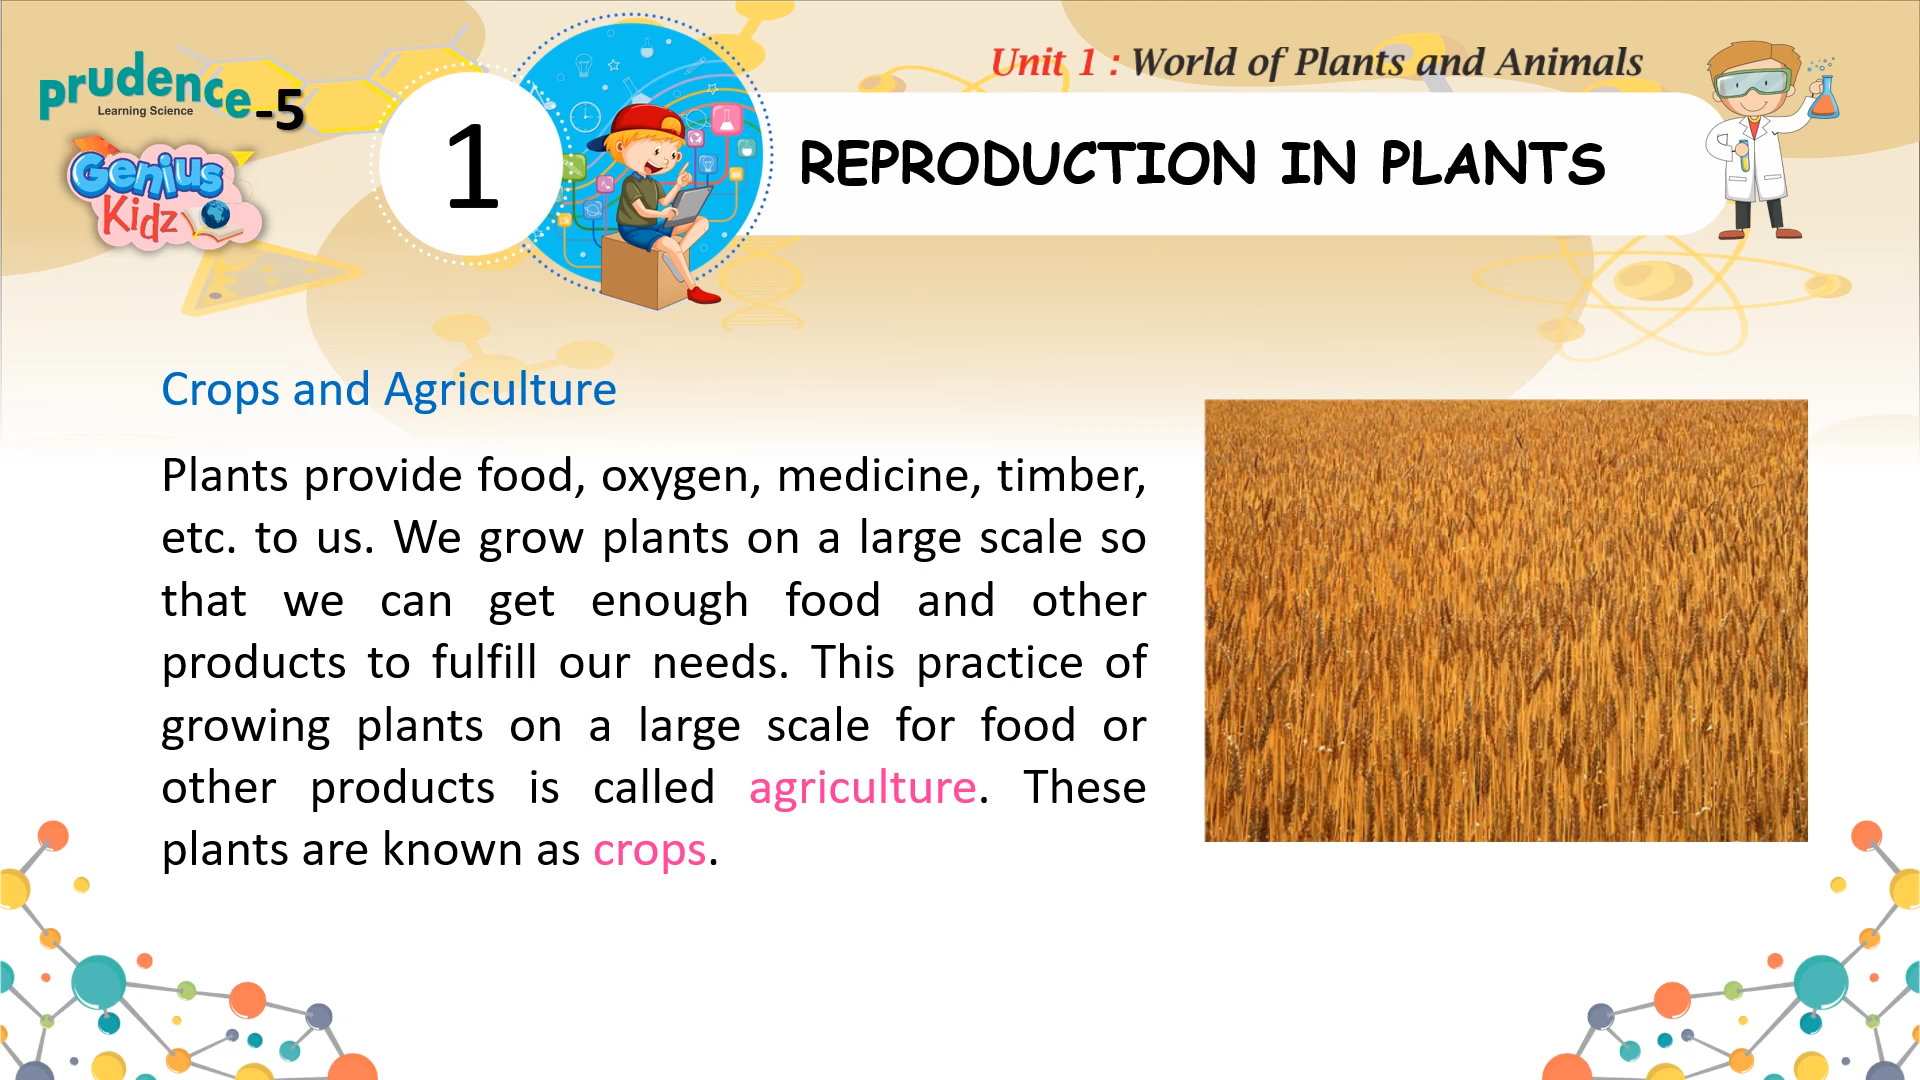 prudence-5
Learning Science
Genius
Kidz
1
Unit 1 : World of Plants and Animals
REPRODUCTION IN PLANTS
Crops and Agriculture
Plants provide food, oxygen, medicine, timber,
etc. to us. We grow plants on a large scale so
that we can get enough food and other
products to fulfill our needs. This practice of
growing plants on a large scale for food or
other products is called agriculture. These
plants are known as crops.